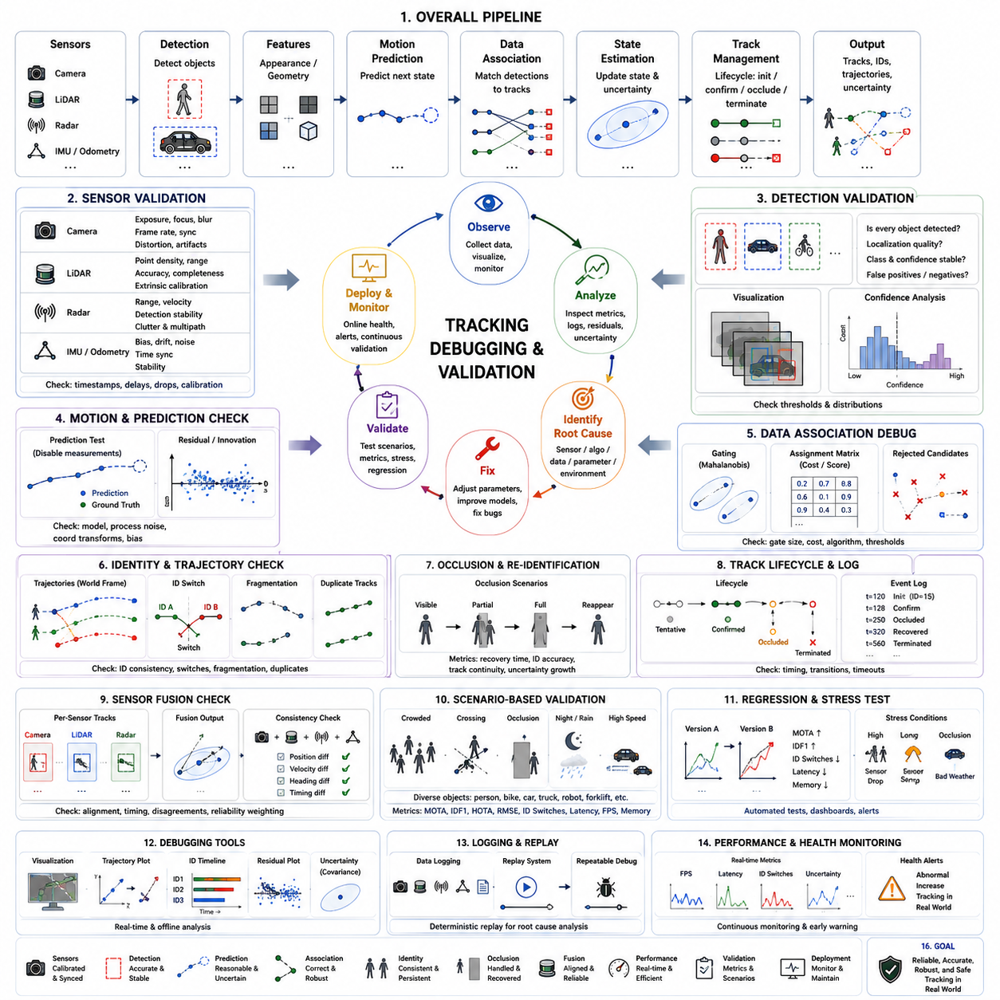 1. OVERALL PIPELINE
Sensors
Camera
LiDAR
Radar
IMU / Odometry
...
Detection
Detect objects
...
Features
Appearance /
Geometry
...
Motion
Prediction
Predict next state
...
Data
Association
Match detections
to tracks
...
State
Estimation
Update state &
uncertainty
...
Track
Management
Lifecycle: init /
confirm / occlude /
terminate
...
Output
Tracks, IDs,
trajectories,
uncertainty
...
2. SENSOR VALIDATION
Camera
Exposure, focus, blur
Frame rate, sync
Distortion, artifacts
LiDAR
Point density, range
Accuracy, completeness
Extrinsic calibration
Radar
Range, velocity
Detection stability
Clutter & multipath
IMU / Odometry
Bias, drift, noise
Time sync
Stability
Check: timestamps, delays, drops, calibration
TRACKING
DEBUGGING &
VALIDATION
Observe
Collect data,
visualize,
monitor
Analyze
Inspect metrics,
logs, residuals,
uncertainty
Identify
Root Cause
Sensor / algo /
data / parameter /
environment
Fix
Adjust parameters,
improve models,
fix bugs
Validate
Test scenarios,
metrics, stress,
regression
Deploy &
Monitor
Online health,
alerts, continuous
validation
3. DETECTION VALIDATION
...
Is every object detected?
Localization quality?
Class & confidence stable?
False positives / negatives?
Visualization
Confidence Analysis
Low
High
Confidence
Check thresholds & distributions
4. MOTION & PREDICTION CHECK
Prediction Test
(Disable measurements)
Prediction
Ground Truth
Residual / Innovation
0
Check: model, process noise,
coord transforms, bias
5. DATA ASSOCIATION DEBUG
Gating
(Mahalanobis)
Assignment Matrix
(Cost / Score)
0.2 0.7 0.8
0.6 0.1 0.9
0.9 0.4 0.3
...
Rejected Candidates
Check: gate size, cost, algorithm, thresholds
6. IDENTITY & TRAJECTORY CHECK
Trajectories (World Frame)
ID Switch
ID A
ID B
Switch
Fragmentation
Duplicate Tracks
Check: ID consistency, switches, fragmentation, duplicates
7. OCCLUSION & RE-IDENTIFICATION
Occlusion Scenarios
Visible
Partial
Full
Reappear
Metrics: recovery time, ID accuracy,
track continuity, uncertainty growth
8. TRACK LIFECYCLE & LOG
Lifecycle
Tentative
Confirmed
Occluded
Terminated
Event Log
t=120 Init (ID=15)
t=128 Confirm
t=250 Occluded
t=320 Recovered
t=560 Terminated
... ...
Check: timing, transitions, timeouts
9. SENSOR FUSION CHECK
Per-Sensor Tracks
Camera
LiDAR
Radar
... ... ...
Fusion Output
...
Consistency Check
+ + +
Position diff
Velocity diff
Heading diff
Timing diff
Check: alignment, timing, disagreements, reliability weighting
10. SCENARIO-BASED VALIDATION
Crowded
Crossing
Occlusion
Night / Rain
High Speed
Diverse objects: person, bike, car, truck, robot, forklift, etc.
Metrics: MOTA, IDF1, HOTA, RMSE, ID Switches, Latency, FPS, Memory
11. REGRESSION & STRESS TEST
Version A
Version B
... ...
MOTA ↑
IDF1 ↑
ID Switches ↓
Latency ↓
Memory ↓
Stress Conditions
High
Sensor
Drop
Long
Occlusion
Bad Weather
Automated tests, dashboards, alerts
12. DEBUGGING TOOLS
Visualization
Trajectory Plot
Y
X
ID Timeline
ID1
ID2
ID3
Time →
Residual Plot
Uncertainty
(Covariance)
Real-time & offline analysis
13. LOGGING & REPLAY
Data Logging
Replay System
Repeatable Debug
Deterministic replay for root cause analysis
14. PERFORMANCE & HEALTH MONITORING
Real-time Metrics
FPS
Latency
ID Switches
Uncertainty
...
Health Alerts
Abnormal
Increase
Tracking in
Real World
Continuous monitoring & early warning
Sensors
Calibrated
& Synced
Detection
Accurate &
Stable
Prediction
Reasonable &
Uncertain
Association
Correct &
Robust
Identity
Consistent &
Persistent
Occlusion
Handled &
Recovered
Fusion
Aligned &
Reliable
Performance
Real-time &
Efficient
Validation
Metrics &
Scenarios
Deployment
Monitor &
Maintain
16. GOAL
Reliable, Accurate,
Robust, and Safe
Tracking in
Real World